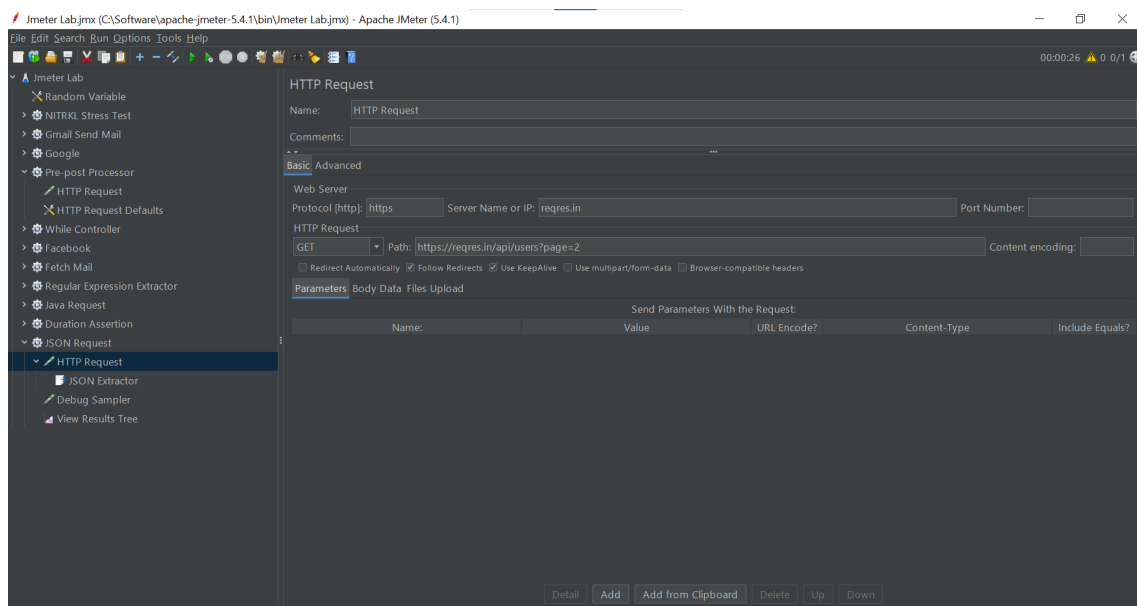 Jmeter Lab.jmx (C:\Software\apache-jmeter-5.4.1\bin\Jmeter Lab.jmx) - Apache JMeter (5.4.1)
File Edit Search Run Options Tools Help
00:00:26 0 0/1
Jmeter Lab
Random Variable
NITRKL Stress Test
Gmail Send Mail
Google
Pre-post Processor
HTTP Request
HTTP Request Defaults
While Controller
Facebook
Fetch Mail
Regular Expression Extractor
Java Request
Duration Assertion
JSON Request
HTTP Request
JSON Extractor
Debug Sampler
View Results Tree
HTTP Request
Name: HTTP Request
Comments:
Basic Advanced
Web Server
Protocol [http]: https Server Name or IP: reqres.in Port Number:
HTTP Request
GET Path: https://reqres.in/api/users?page=2 Content encoding:
Redirect Automatically Follow Redirects Use KeepAlive Use multipart/form-data Browser-compatible headers
Parameters Body Data Files Upload
Send Parameters With the Request:
Name: Value URL Encode? Content-Type Include Equals?
Detail Add Add from Clipboard Delete Up Down